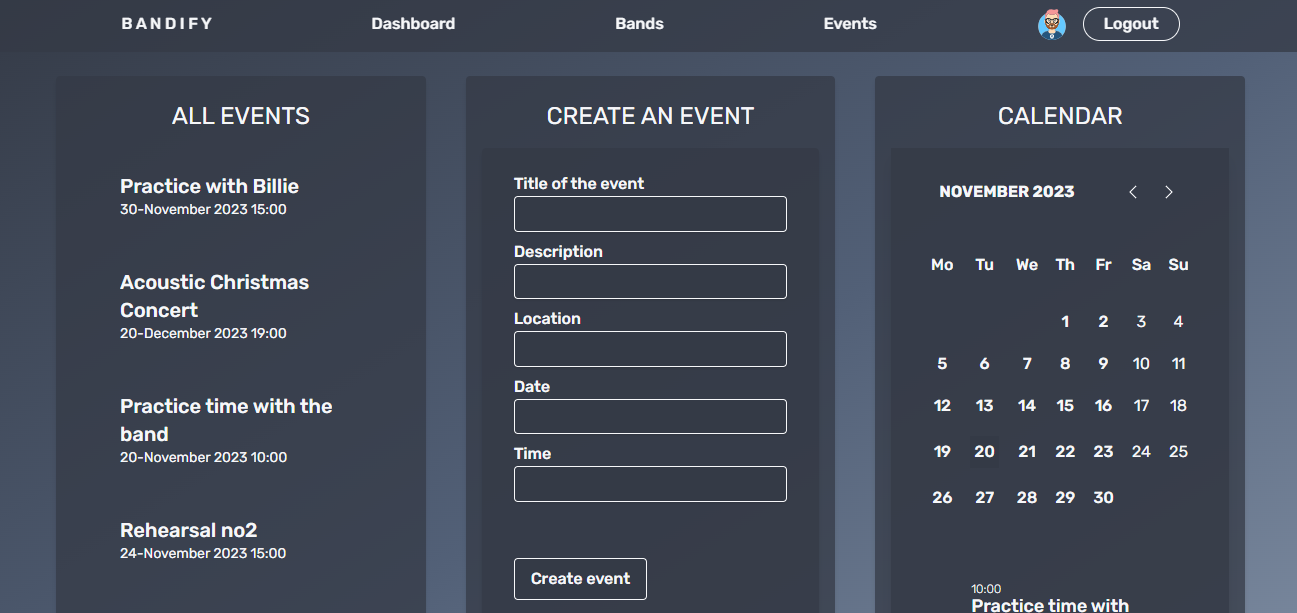 BANDIFY
Dashboard
Bands
Events
Logout
ALL EVENTS
Practice with Billie
30-November 2023 15:00
Acoustic Christmas
Concert
20-December 2023 19:00
Practice time with the
band
20-November 2023 10:00
Rehearsal no2
24-November 2023 15:00
CREATE AN EVENT
Title of the event
Description
Location
Date
Time
Create event
CALENDAR
NOVEMBER 2023
Mo Tu We Th Fr Sa Su
1 2 3 4
5 6 7 8 9 10 11
12 13 14 15 16 17 18
19 20 21 22 23 24 25
26 27 28 29 30
10:00
Practice time with